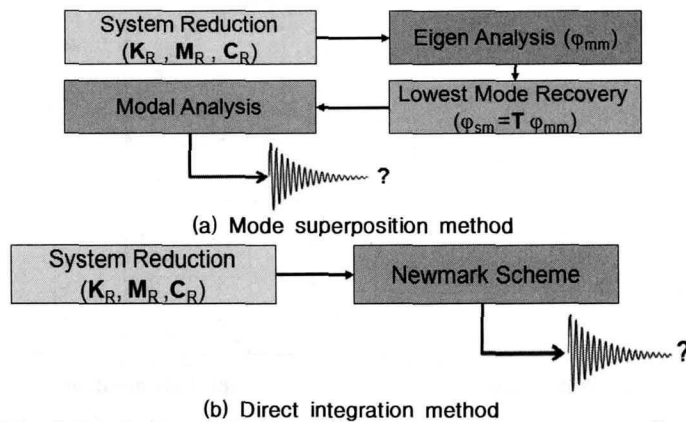 System Reduction
(K_R , M_R , C_R)
Eigen Analysis (φ_mm)
Modal Analysis
Lowest Mode Recovery
(φ_sm=T φ_mm)
?
(a) Mode superposition method
System Reduction
(K_R, M_R, C_R)
Newmark Scheme
?
(b) Direct integration method